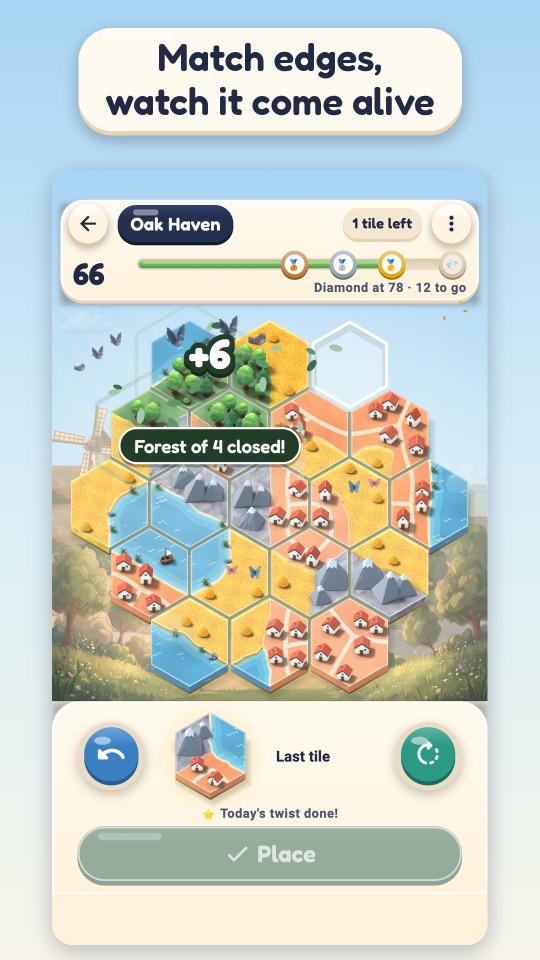 Match edges,
watch it come alive
Oak Haven
1 tile left
66
Diamond at 78 · 12 to go
+6
Forest of 4 closed!
Last tile
Today's twist done!
Place